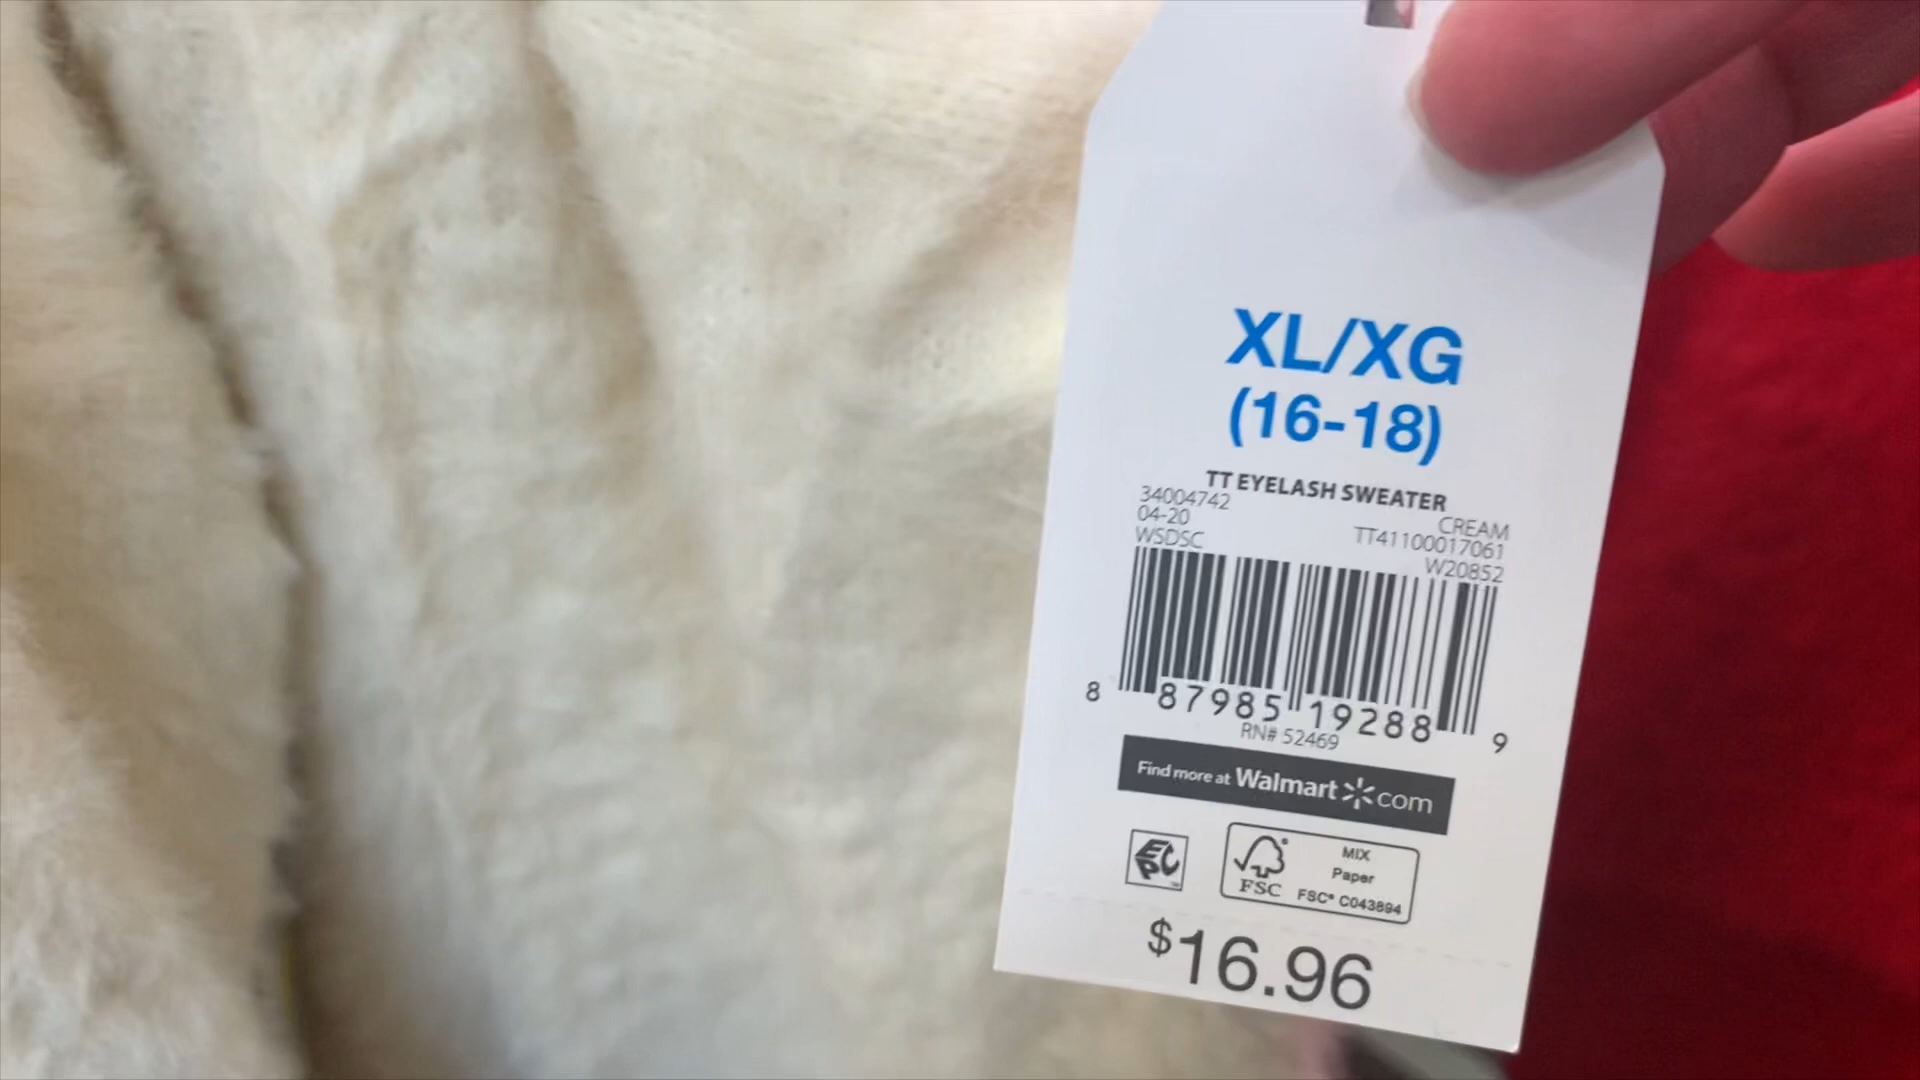 XL/XG
(16-18)
TT EYELASH SWEATER
34004742
CREAM
04-20
TT41100017061
WSDSC
W20852
8 87985 19288 9
RN# 52469
Find more at Walmart com
EPC
FSC
MIX
Paper
FSC® C043894
$16.96